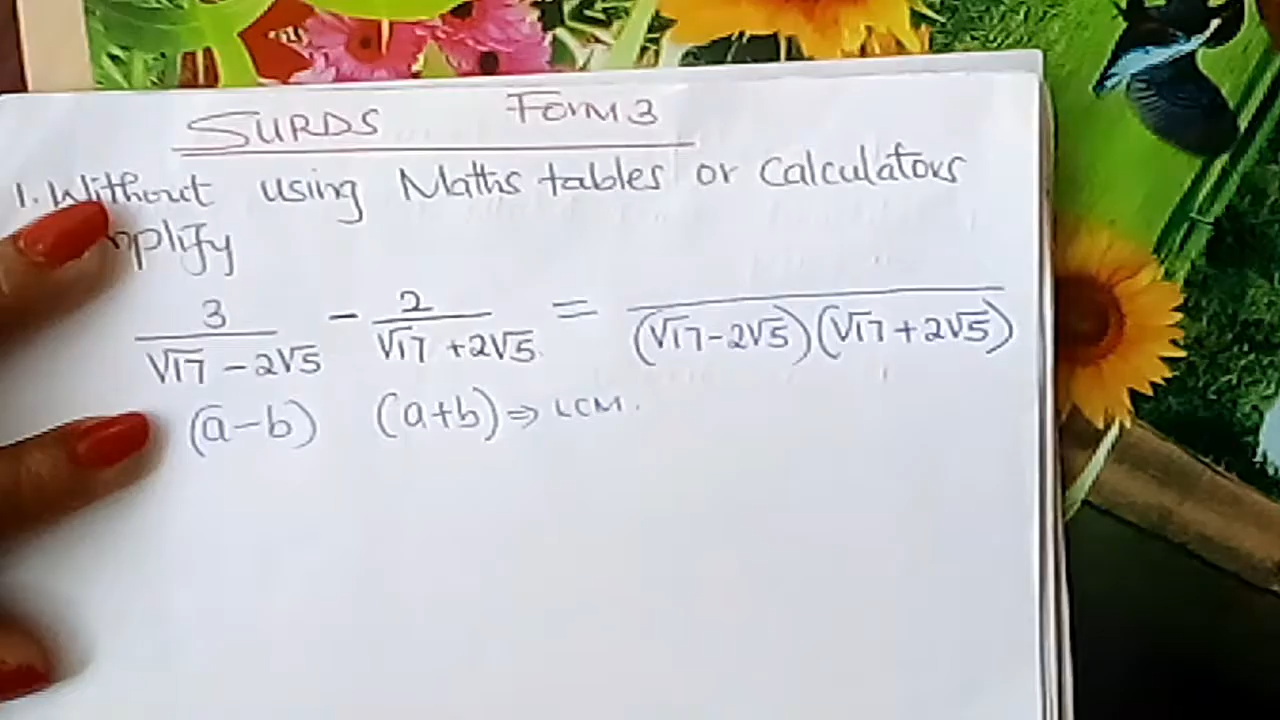 SURDS Form 3
1. Without using Maths tables or Calculators
mplify
3/(√17 - 2√5) - 2/(√17 + 2√5) = /((√17 - 2√5)(√17 + 2√5))
(a-b) (a+b) ⇒ LCM.